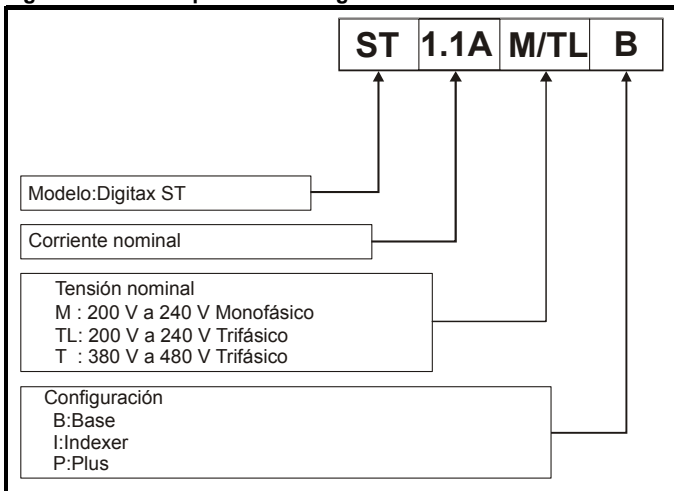 ST 1.1A M/TL B
Modelo:Digitax ST
Corriente nominal
Tensión nominal
M : 200 V a 240 V Monofásico
TL: 200 V a 240 V Trifásico
T : 380 V a 480 V Trifásico
Configuración
B:Base
I:Indexer
P:Plus